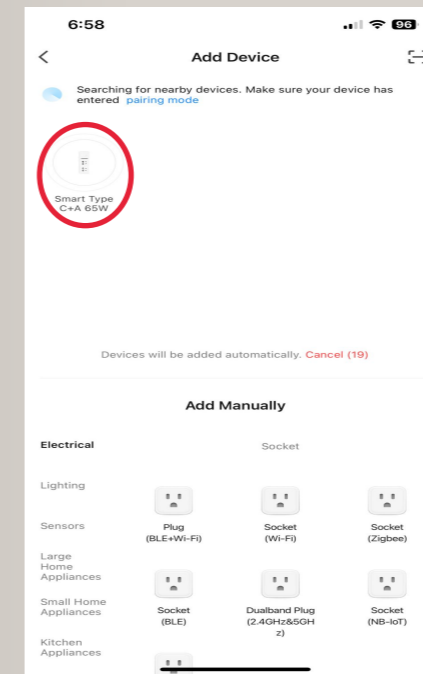 6:58
96
Add Device
Searching for nearby devices. Make sure your device has
entered pairing mode
Smart Type
C+A 65W
Devices will be added automatically. Cancel (19)
Add Manually
Electrical
Socket
Lighting
Sensors
Large
Home
Appliances
Small Home
Appliances
Kitchen
Appliances
Plug
(BLE+Wi-Fi)
Socket
(Wi-Fi)
Socket
(Zigbee)
Socket
(BLE)
Dualband Plug
(2.4GHz&5GH
z)
Socket
(NB-IoT)